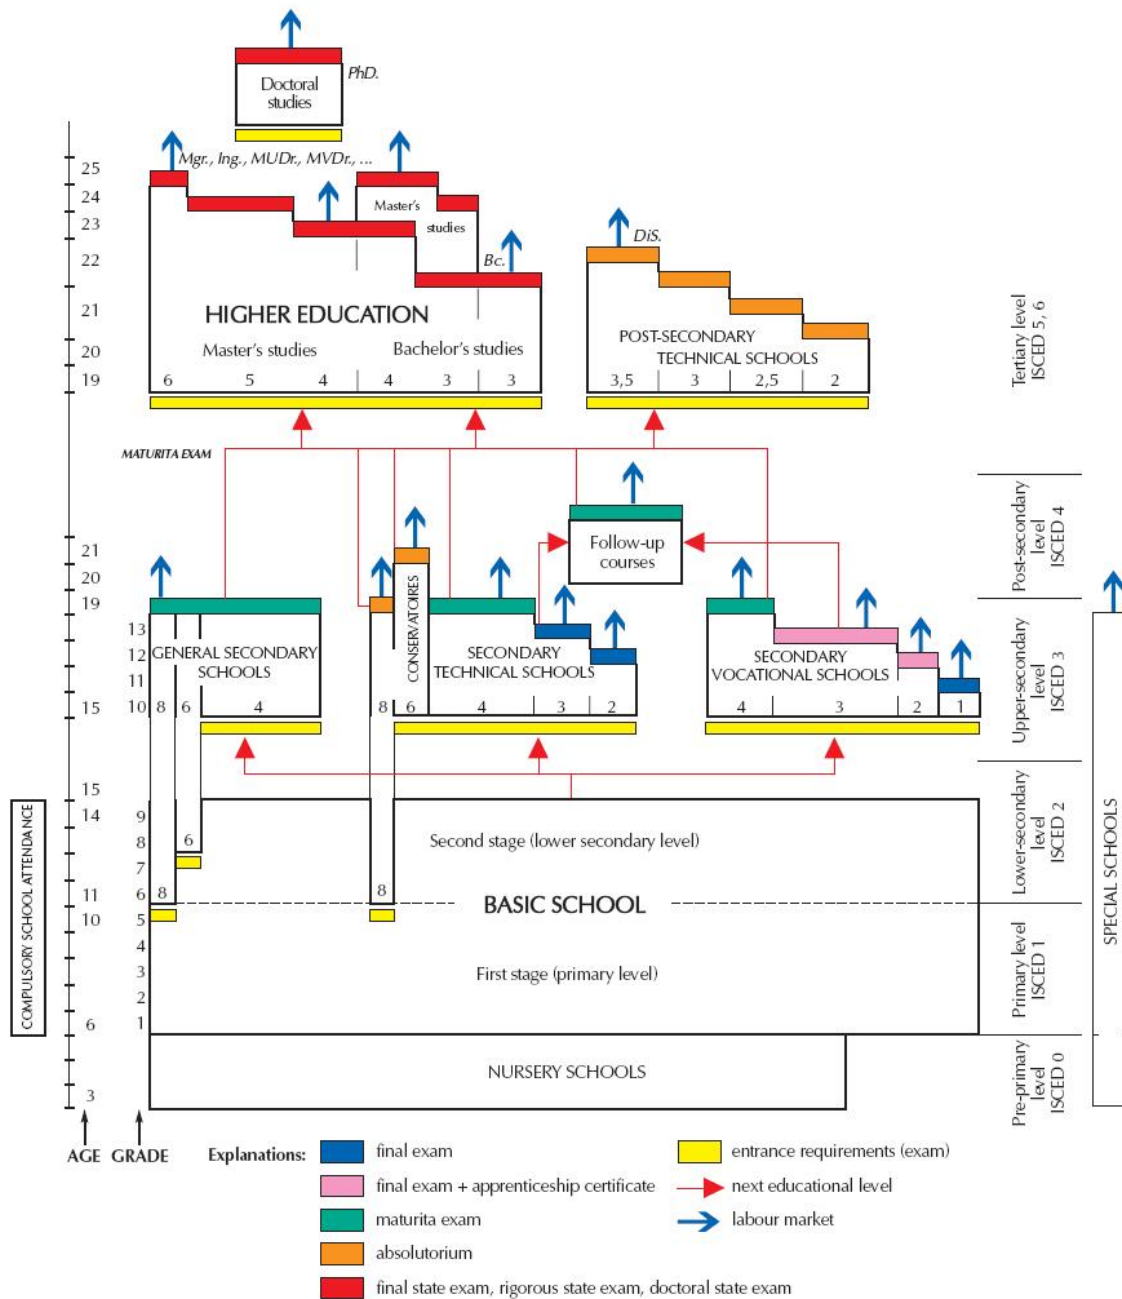 PhD.
Doctoral
studies
Mgr., Ing., MUDr., MVDr., ...
25
24
23
22
21
20
19
Master's
studies
Bc.
HIGHER EDUCATION
Master's studies
Bachelor's studies
6 5 4 4 3 3
DiS.
POST-SECONDARY
TECHNICAL SCHOOLS
3,5 3 2,5 2
Tertiary level
ISCED 5, 6
MATURITA EXAM
Follow-up
courses
Post-secondary
level
ISCED 4
21
20
19
15
13
12
11
10
GENERAL SECONDARY
SCHOOLS
8 6 4
CONSERVATOIRES
8 6
SECONDARY
TECHNICAL SCHOOLS
4 3 2
SECONDARY
VOCATIONAL SCHOOLS
4 3 2 1
Upper-secondary
level
ISCED 3
COMPULSORY SCHOOL ATTENDANCE
15
14
11
10
6
3
9
8
7
6
5
4
3
2
1
6
8
8
Second stage (lower secondary level)
BASIC SCHOOL
First stage (primary level)
NURSERY SCHOOLS
Lower-secondary
level
ISCED 2
Primary level
ISCED 1
Pre-primary
level
ISCED 0
SPECIAL SCHOOLS
AGE GRADE
Explanations:
final exam
final exam + apprenticeship certificate
maturita exam
absolutorium
final state exam, rigorous state exam, doctoral state exam
entrance requirements (exam)
next educational level
labour market